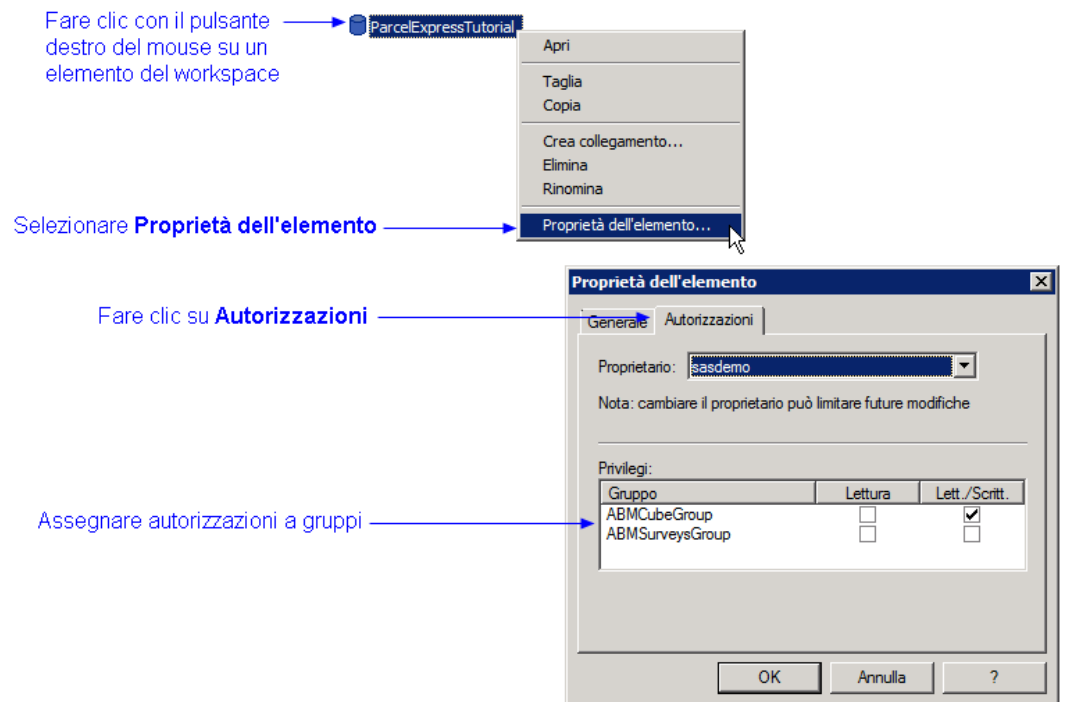 Fare clic con il pulsante
destro del mouse su un
elemento del workspace
ParcelExpressTutorial
Apri
Taglia
Copia
Crea collegamento...
Elimina
Rinomina
Selezionare Proprietà dell'elemento
Proprietà dell'elemento...
Proprietà dell'elemento
Fare clic su Autorizzazioni
Generale Autorizzazioni
Proprietario: sasdemo
Nota: cambiare il proprietario può limitare future modifiche
Privilegi:
Gruppo Lettura Lett./Scritt.
Assegnare autorizzazioni a gruppi
ABMCubeGroup
ABMSurveysGroup
OK Annulla ?